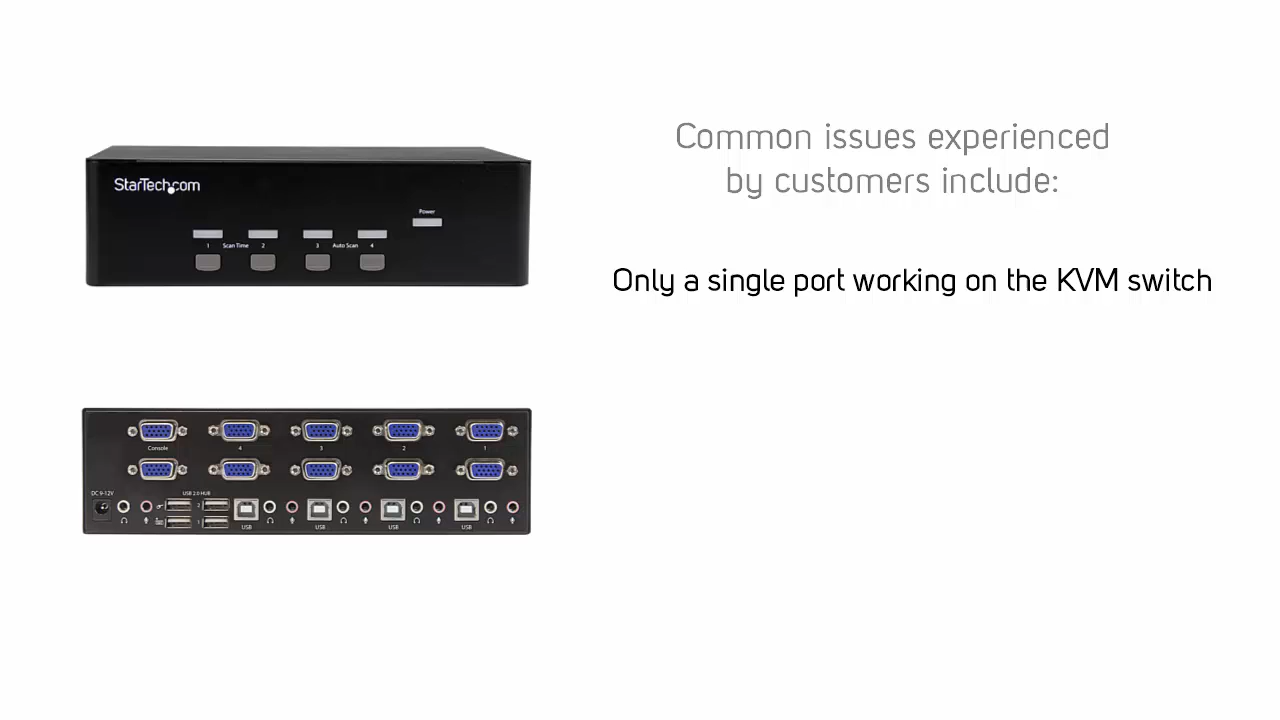 Common issues experienced
by customers include:
Only a single port working on the KVM switch
StarTech.com
Power
1 Scan Time 2 3 Auto Scan 4
Console 4 3 2 1
DC 9-12V
USB 2.0 HUB
2
1
USB USB USB USB